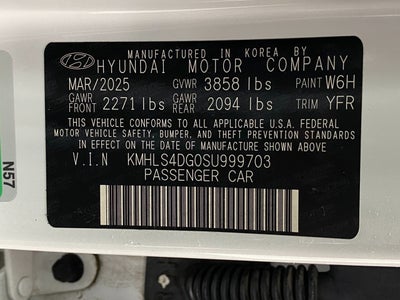 MANUFACTURED IN KOREA BY
HYUNDAI MOTOR COMPANY
MAR/2025 GVWR 3858 lbs PAINT W6H
GAWR FRONT 2271 lbs GAWR REAR 2094 lbs TRIM YFR
THIS VEHICLE CONFORMS TO ALL APPLICABLE U.S.A. FEDERAL
MOTOR VEHICLE SAFETY, BUMPER, AND THEFT PREVENTION STANDARDS
IN EFFECT ON THE DATE OF MANUFACTURE SHOWN ABOVE.
V.I.N KMHLS4DG0SU999703
PASSENGER CAR
N57